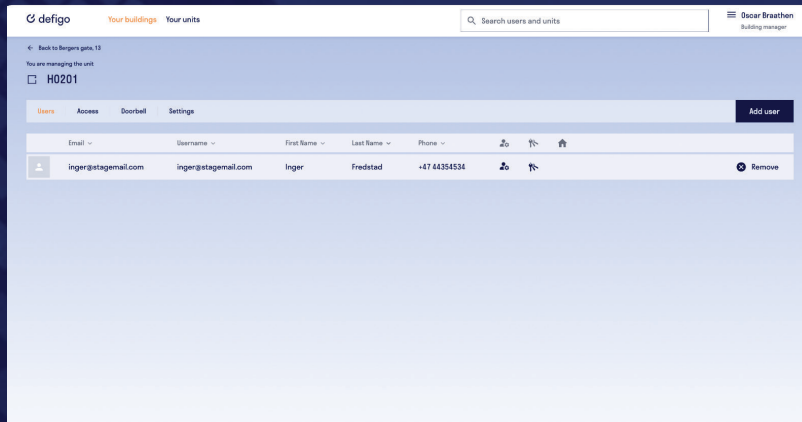 defigo
Your buildings Your units
Search users and units
Oscar Braathen
Building manager
Back to Bergers gate, 13
You are managing the unit
H0201
Users Access Doorbell Settings Add user
Email Username First Name Last Name Phone
inger@stagemail.com inger@stagemail.com Inger Fredstad +47 44354534 Remove